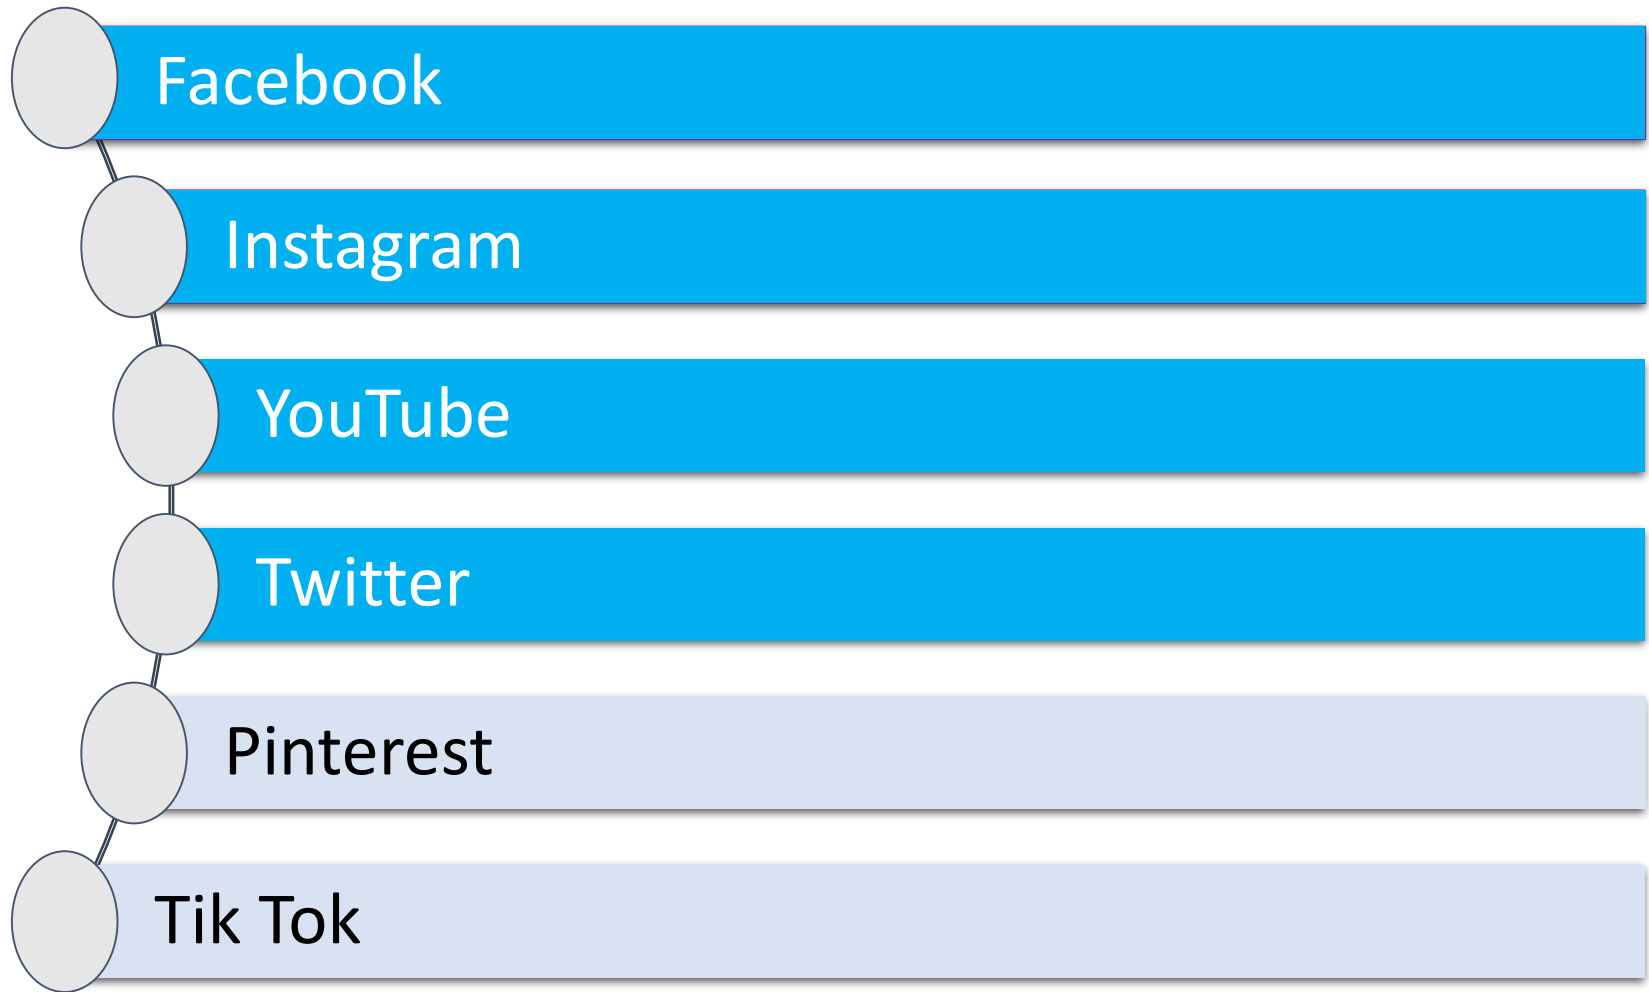 Facebook
Instagram
YouTube
Twitter
Pinterest
Tik Tok